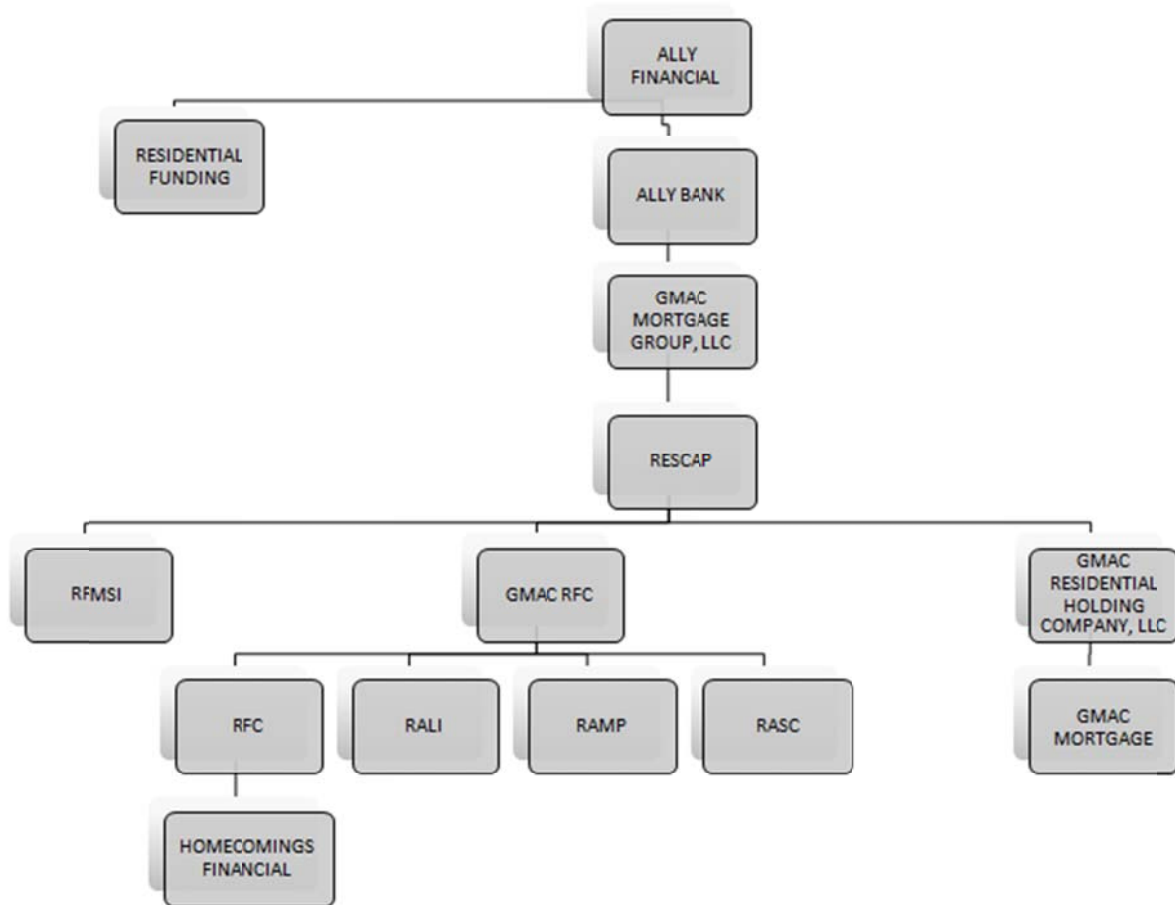 ALLY
FINANCIAL
RESIDENTIAL
FUNDING
ALLY BANK
GMAC
MORTGAGE
GROUP, LLC
RESCAP
RFMSI
GMAC RFC
GMAC
RESIDENTIAL
HOLDING
COMPANY, LLC
RFC
RALI
RAMP
RASC
GMAC
MORTGAGE
HOMECOMINGS
FINANCIAL